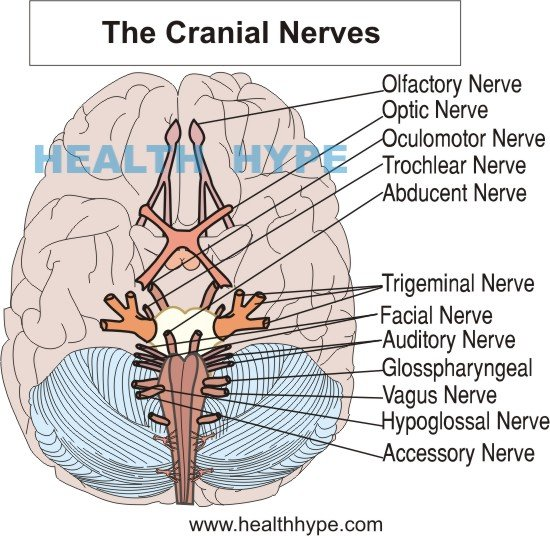 The Cranial Nerves
HEALTH HYPE
Olfactory Nerve
Optic Nerve
Oculomotor Nerve
Trochlear Nerve
Abducent Nerve
Trigeminal Nerve
Facial Nerve
Auditory Nerve
Glosspharyngeal
Vagus Nerve
Hypoglossal Nerve
Accessory Nerve
www.healthhype.com